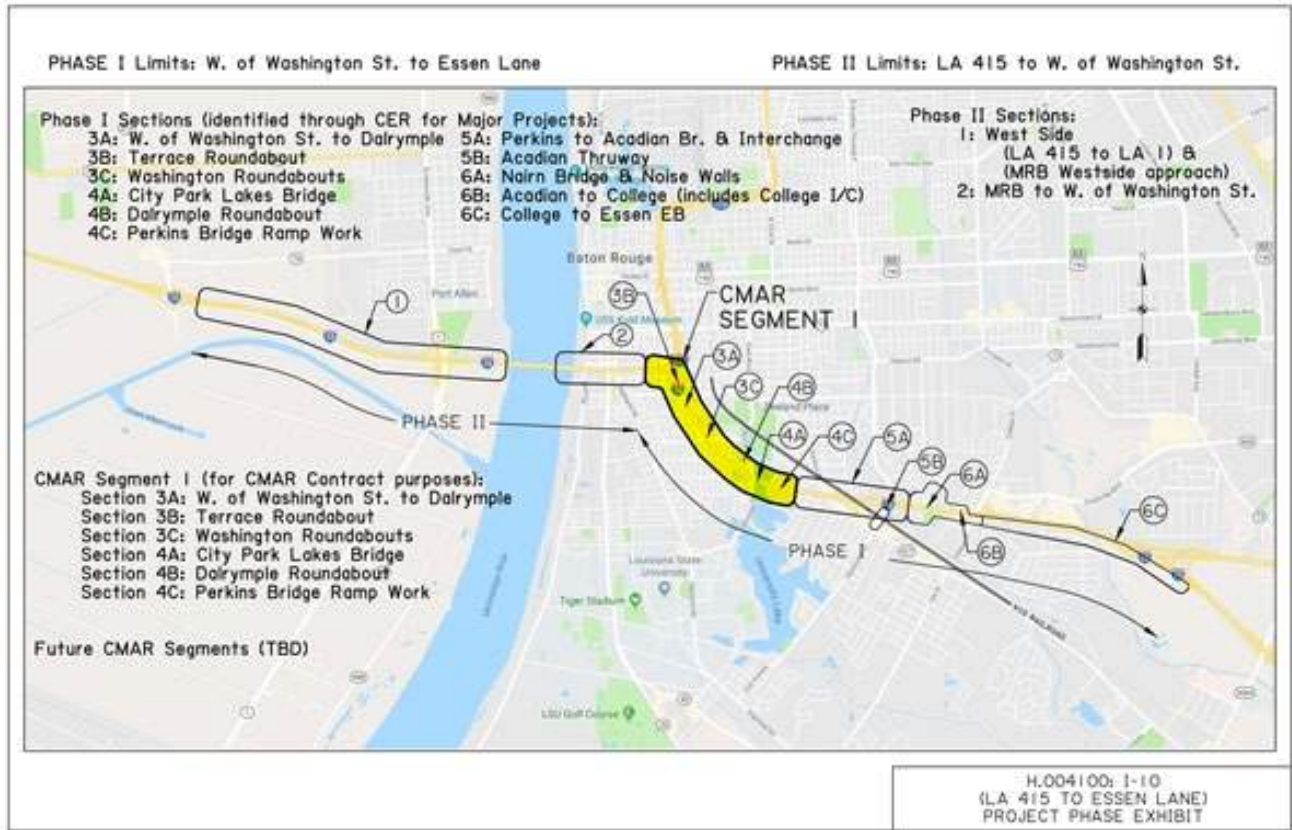 PHASE I Limits: W. of Washington St. to Essen Lane
PHASE II Limits: LA 415 to W. of Washington St.
Phase I Sections (identified through CER for Major Projects):
3A: W. of Washington St. to Dalrymple
3B: Terrace Roundabout
3C: Washington Roundabouts
4A: City Park Lakes Bridge
4B: Dalrymple Roundabout
4C: Perkins Bridge Ramp Work
5A: Perkins to Acadian Br. & Interchange
5B: Acadian Thruway
6A: Nairn Bridge & Noise Walls
6B: Acadian to College (includes College I/C)
6C: College to Essen EB
Phase II Sections:
1: West Side
(LA 415 to LA 1) &
(MRB Westside approach)
2: MRB to W. of Washington St.
Baton Rouge
Port Allen
USS Kidd Museum
CMAR
SEGMENT I
N
1
2
3B
3A
3C
4B
4A
4C
5A
5B
6A
6B
6C
PHASE II
PHASE I
CMAR Segment I (for CMAR Contract purposes):
Section 3A: W. of Washington St. to Dalrymple
Section 3B: Terrace Roundabout
Section 3C: Washington Roundabouts
Section 4A: City Park Lakes Bridge
Section 4B: Dalrymple Roundabout
Section 4C: Perkins Bridge Ramp Work
Future CMAR Segments (TBD)
Mississippi River
Louisiana State
University
Tiger Stadium
University Lake
KCS RAILROAD
LSU Golf Course
H.004100: I-10
(LA 415 TO ESSEN LANE)
PROJECT PHASE EXHIBIT